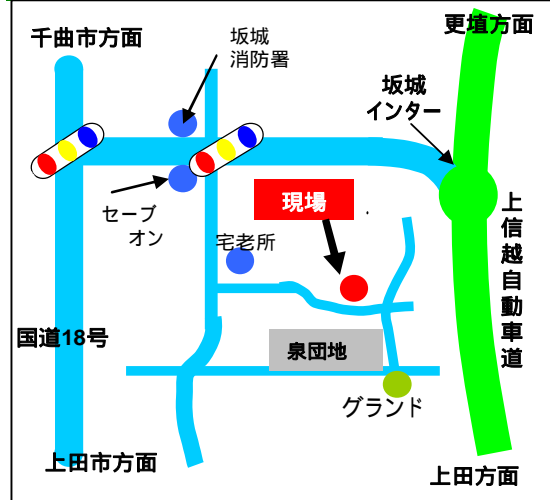 更埴方面
千曲市方面
坂城
消防署
坂城
インター
セーブ
オン
現場
宅老所
上信越自動車道
国道18号
泉団地
グランド
上田市方面
上田方面